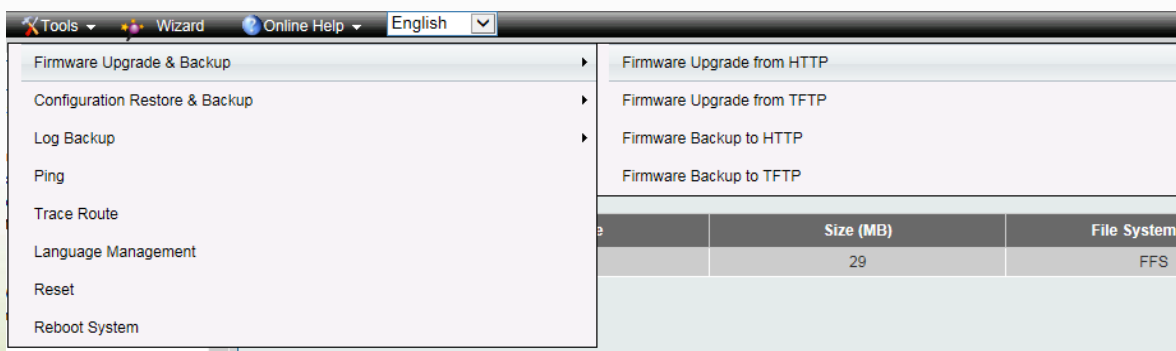 Tools Wizard Online Help English
Firmware Upgrade & Backup
Configuration Restore & Backup
Log Backup
Ping
Trace Route
Language Management
Reset
Reboot System
Firmware Upgrade from HTTP
Firmware Upgrade from TFTP
Firmware Backup to HTTP
Firmware Backup to TFTP
Size (MB) File System
29 FFS